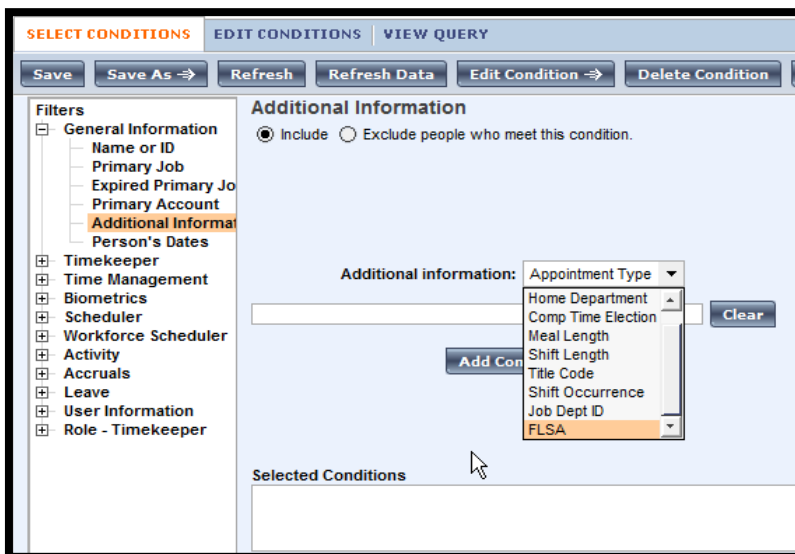 SELECT CONDITIONS EDIT CONDITIONS VIEW QUERY
Save Save As Refresh Refresh Data Edit Condition Delete Condition
Filters
General Information
Name or ID
Primary Job
Expired Primary Jo
Primary Account
Additional Informat
Person's Dates
Timekeeper
Time Management
Biometrics
Scheduler
Workforce Scheduler
Activity
Accruals
Leave
User Information
Role - Timekeeper
Additional Information
Include Exclude people who meet this condition.
Additional information: Appointment Type
Home Department
Comp Time Election
Meal Length
Shift Length
Title Code
Shift Occurrence
Job Dept ID
FLSA
Clear
Add Con
Selected Conditions